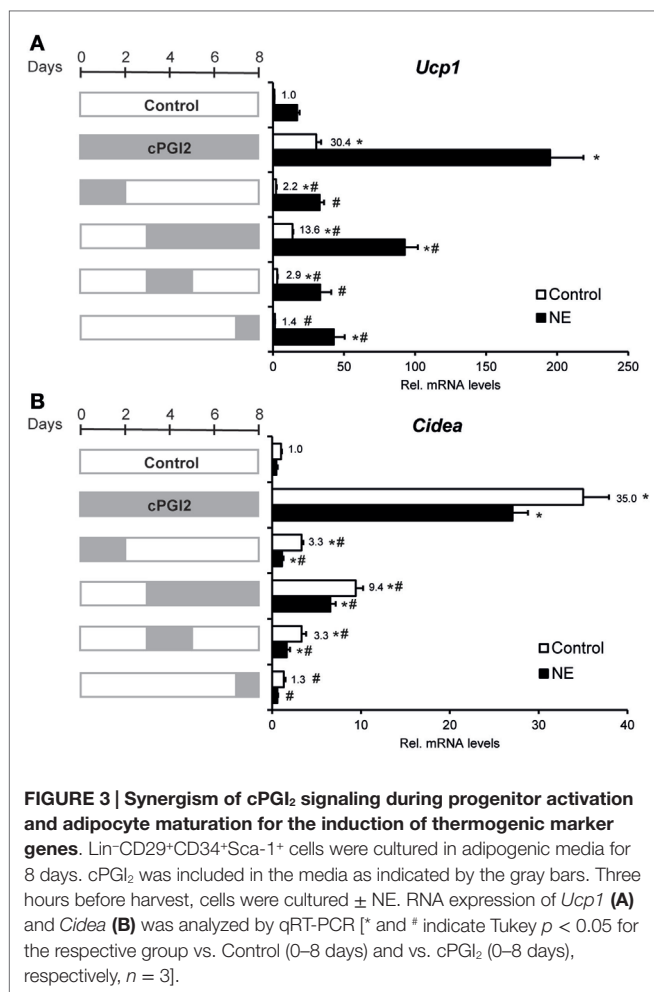 A
0 2 4 6 8
Days
Ucp1
Control
1.0
cPGI2
30.4 *
*
2.2 *#
#
13.6 *#
*#
2.9 *#
#
1.4 #
*#
Control
NE
0 50 100 150 200 250
Rel. mRNA levels
B
0 2 4 6 8
Days
Cidea
Control
1.0
cPGI2
35.0 *
*
3.3 *#
*#
9.4 *#
*#
3.3 *#
*#
1.3 #
#
Control
NE
0 10 20 30 40
Rel. mRNA levels
FIGURE 3 | Synergism of cPGI₂ signaling during progenitor activation
and adipocyte maturation for the induction of thermogenic marker
genes. Lin⁻CD29⁺CD34⁺Sca-1⁺ cells were cultured in adipogenic media for
8 days. cPGI₂ was included in the media as indicated by the gray bars. Three
hours before harvest, cells were cultured ± NE. RNA expression of Ucp1 (A)
and Cidea (B) was analyzed by qRT-PCR [* and # indicate Tukey p < 0.05 for
the respective group vs. Control (0–8 days) and vs. cPGI₂ (0–8 days),
respectively, n = 3].